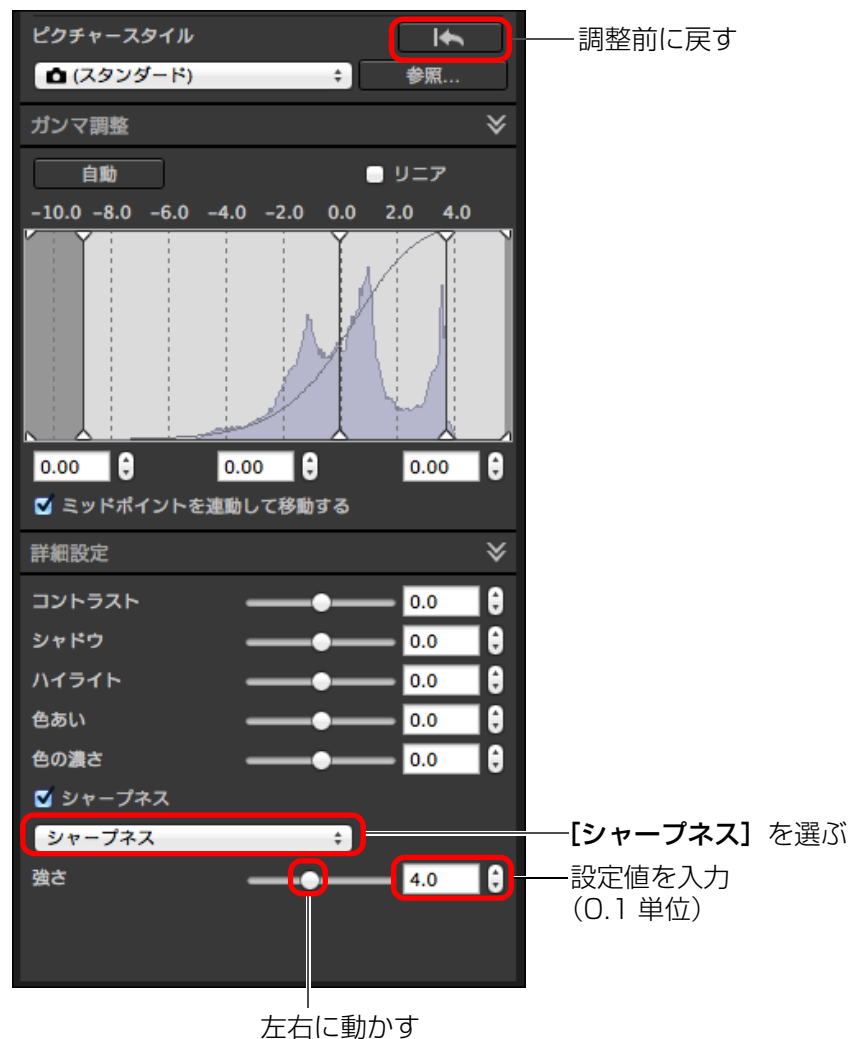 ピクチャースタイル
調整前に戻す
(スタンダード)
参照...
ガンマ調整
自動
リニア
-10.0 -8.0 -6.0 -4.0 -2.0 0.0 2.0 4.0
0.00 0.00 0.00
ミッドポイントを連動して移動する
詳細設定
コントラスト 0.0
シャドウ 0.0
ハイライト 0.0
色あい 0.0
色の濃さ 0.0
シャープネス
シャープネス
[シャープネス] を選ぶ
強さ 4.0
設定値を入力
(0.1 単位)
左右に動かす